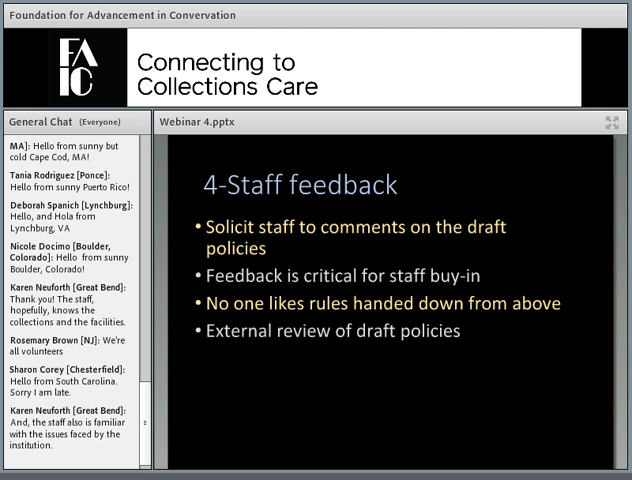 Foundation for Advancement in Convervation
FA
IC
Connecting to
Collections Care
General Chat (Everyone)
MA]: Hello from sunny but
cold Cape Cod, MA!
Tania Rodriguez [Ponce]:
Hello from sunny Puerto Rico!
Deborah Spanich [Lynchburg]:
Hello, and Hola from
Lynchburg, VA
Nicole Docimo [Boulder,
Colorado]: Hello from sunny
Boulder, Colorado!
Karen Neuforth [Great Bend]:
Thank you! The staff,
hopefully, knows the
collections and the facilities.
Rosemary Brown [NJ]: We're
all volunteers
Sharon Corey [Chesterfield]:
Hello from South Carolina.
Sorry I am late.
Karen Neuforth [Great Bend]:
And, the staff also is familiar
with the issues faced by the
institution.
Webinar 4.pptx
4-Staff feedback
• Solicit staff to comments on the draft
policies
• Feedback is critical for staff buy-in
• No one likes rules handed down from above
• External review of draft policies